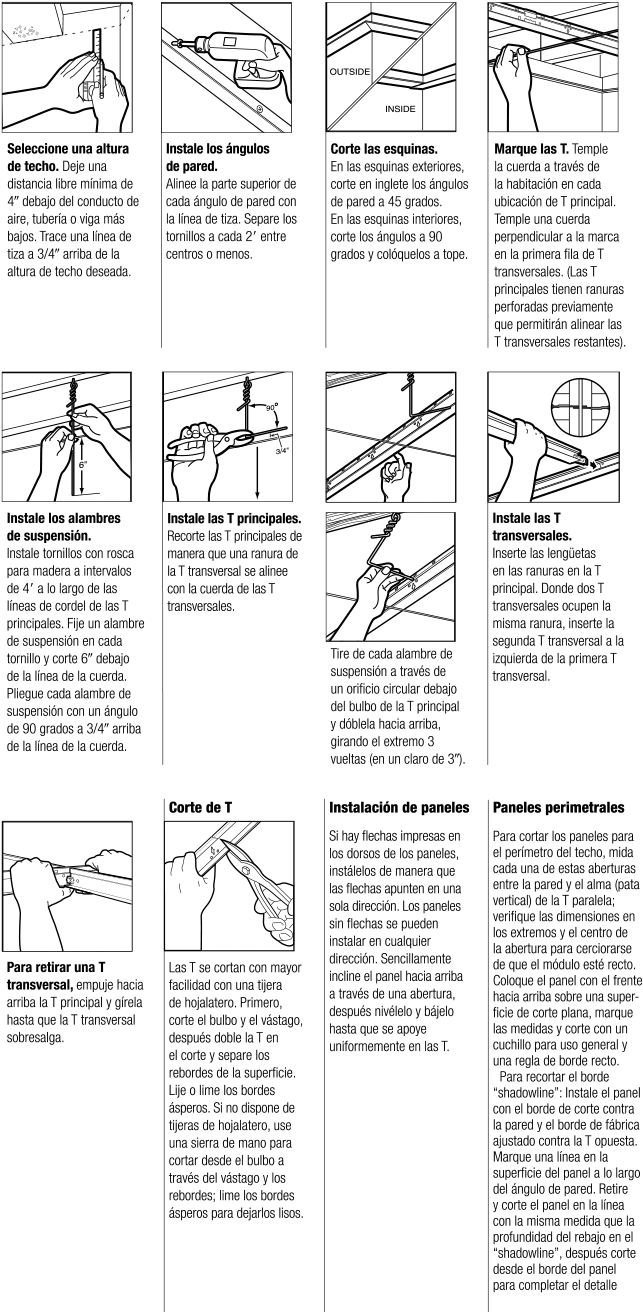 Seleccione una altura
de techo. Deje una
distancia libre mínima de
4″ debajo del conducto de
aire, tubería o viga más
bajos. Trace una línea de
tiza a 3/4″ arriba de la
altura de techo deseada.
Instale los ángulos
de pared.
Alinee la parte superior de
cada ángulo de pared con
la línea de tiza. Separe los
tornillos a cada 2′ entre
centros o menos.
OUTSIDE
INSIDE
Corte las esquinas.
En las esquinas exteriores,
corte en inglete los ángulos
de pared a 45 grados.
En las esquinas interiores,
corte los ángulos a 90
grados y colóquelos a tope.
Marque las T. Temple
la cuerda a través de
la habitación en cada
ubicación de T principal.
Temple una cuerda
perpendicular a la marca
en la primera fila de T
transversales. (Las T
principales tienen ranuras
perforadas previamente
que permitirán alinear las
T transversales restantes).
6″
Instale los alambres
de suspensión.
Instale tornillos con rosca
para madera a intervalos
de 4′ a lo largo de las
líneas de cordel de las T
principales. Fije un alambre
de suspensión en cada
tornillo y corte 6″ debajo
de la línea de la cuerda.
Pliegue cada alambre de
suspensión con un ángulo
de 90 grados a 3/4″ arriba
de la línea de la cuerda.
90°
3/4″
Instale las T principales.
Recorte las T principales de
manera que una ranura de
la T transversal se alinee
con la cuerda de las T
transversales.
Tire de cada alambre de
suspensión a través de
un orificio circular debajo
del bulbo de la T principal
y dóblela hacia arriba,
girando el extremo 3
vueltas (en un claro de 3″).
Instale las T
transversales.
Inserte las lengüetas
en las ranuras en la T
principal. Donde dos T
transversales ocupen la
misma ranura, inserte la
segunda T transversal a la
izquierda de la primera T
transversal.
Para retirar una T
transversal, empuje hacia
arriba la T principal y gírela
hasta que la T transversal
sobresalga.
Corte de T
Las T se cortan con mayor
facilidad con una tijera
de hojalatero. Primero,
corte el bulbo y el vástago,
después doble la T en
el corte y separe los
rebordes de la superficie.
Lije o lime los bordes
ásperos. Si no dispone de
tijeras de hojalatero, use
una sierra de mano para
cortar desde el bulbo a
través del vástago y los
rebordes; lime los bordes
ásperos para dejarlos lisos.
Instalación de paneles
Si hay flechas impresas en
los dorsos de los paneles,
instálelos de manera que
las flechas apunten en una
sola dirección. Los paneles
sin flechas se pueden
instalar en cualquier
dirección. Sencillamente
incline el panel hacia arriba
a través de una abertura,
después nivélelo y bájelo
hasta que se apoye
uniformemente en las T.
Paneles perimetrales
Para cortar los paneles para
el perímetro del techo, mida
cada una de estas aberturas
entre la pared y el alma (pata
vertical) de la T paralela;
verifique las dimensiones en
los extremos y el centro de
la abertura para cerciorarse
de que el módulo esté recto.
Coloque el panel con el frente
hacia arriba sobre una super-
ficie de corte plana, marque
las medidas y corte con un
cuchillo para uso general y
una regla de borde recto.
Para recortar el borde
“shadowline”: Instale el panel
con el borde de corte contra
la pared y el borde de fábrica
ajustado contra la T opuesta.
Marque una línea en la
superficie del panel a lo largo
del ángulo de pared. Retire
y corte el panel en la línea
con la misma medida que la
profundidad del rebajo en el
“shadowline”, después corte
desde el borde del panel
para completar el detalle